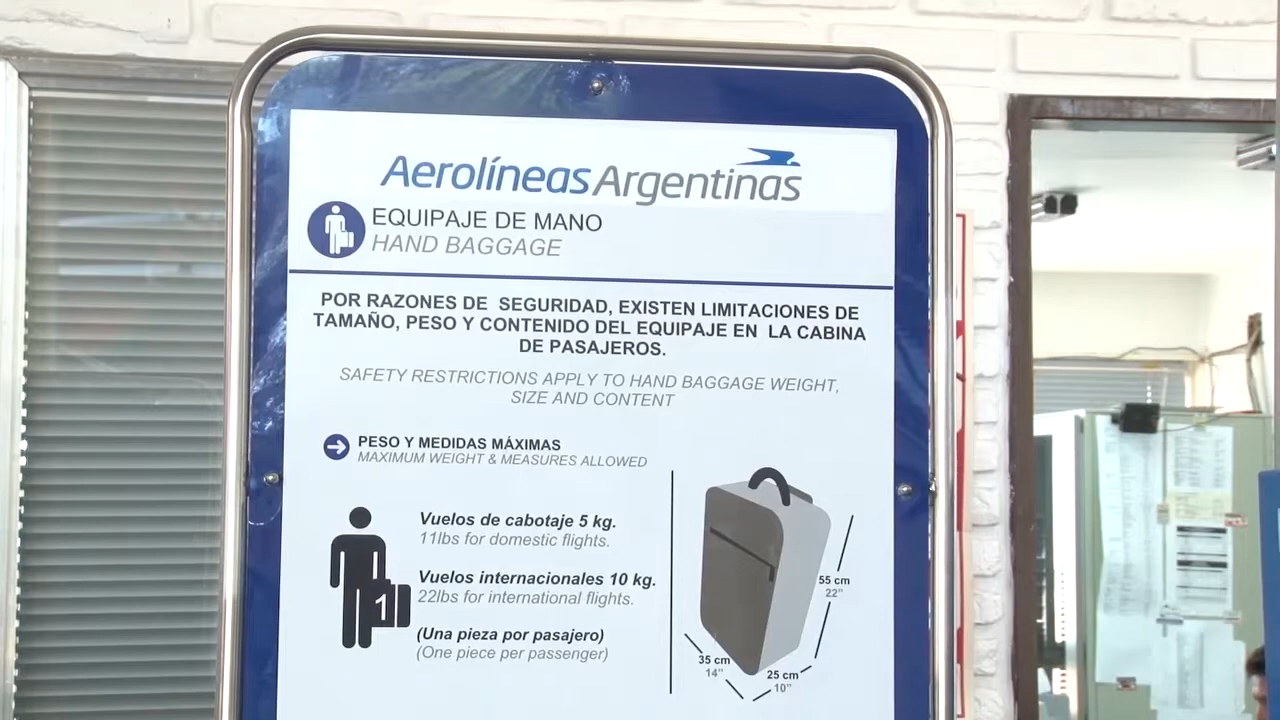 Aerolíneas Argentinas
EQUIPAJE DE MANO
HAND BAGGAGE
POR RAZONES DE SEGURIDAD, EXISTEN LIMITACIONES DE
TAMAÑO, PESO Y CONTENIDO DEL EQUIPAJE EN LA CABINA
DE PASAJEROS.
SAFETY RESTRICTIONS APPLY TO HAND BAGGAGE WEIGHT,
SIZE AND CONTENT
PESO Y MEDIDAS MÁXIMAS
MAXIMUM WEIGHT & MEASURES ALLOWED
Vuelos de cabotaje 5 kg.
11lbs for domestic flights.
Vuelos internacionales 10 kg.
22lbs for international flights.
1
(Una pieza por pasajero)
(One piece per passenger)
55 cm
22"
35 cm
14"
25 cm
10"